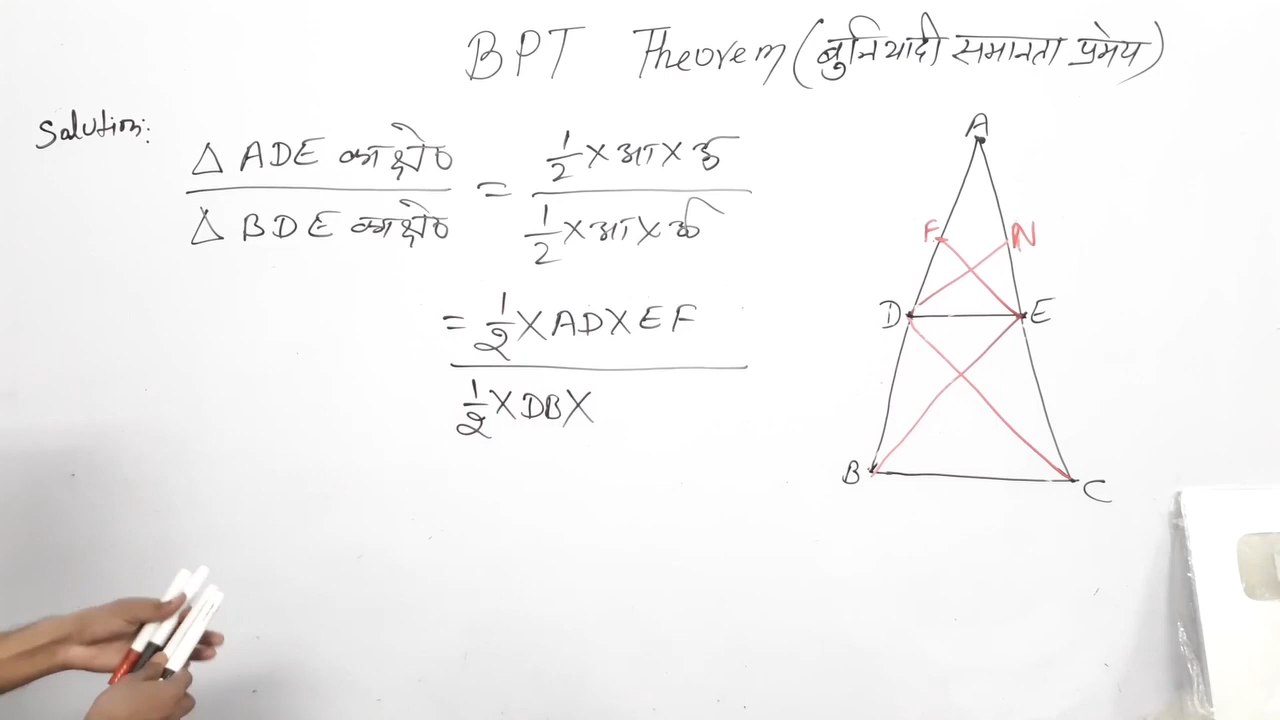 BPT Theorem (बुनियादी समानता प्रमेय)
Solution:
△ ADE का क्षे० / △ BDE का क्षे० = 1/2 × आ × ऊँ / 1/2 × आ × ऊँ
= 1/2 × AD × EF / 1/2 × DB ×
A
F N
D E
B C